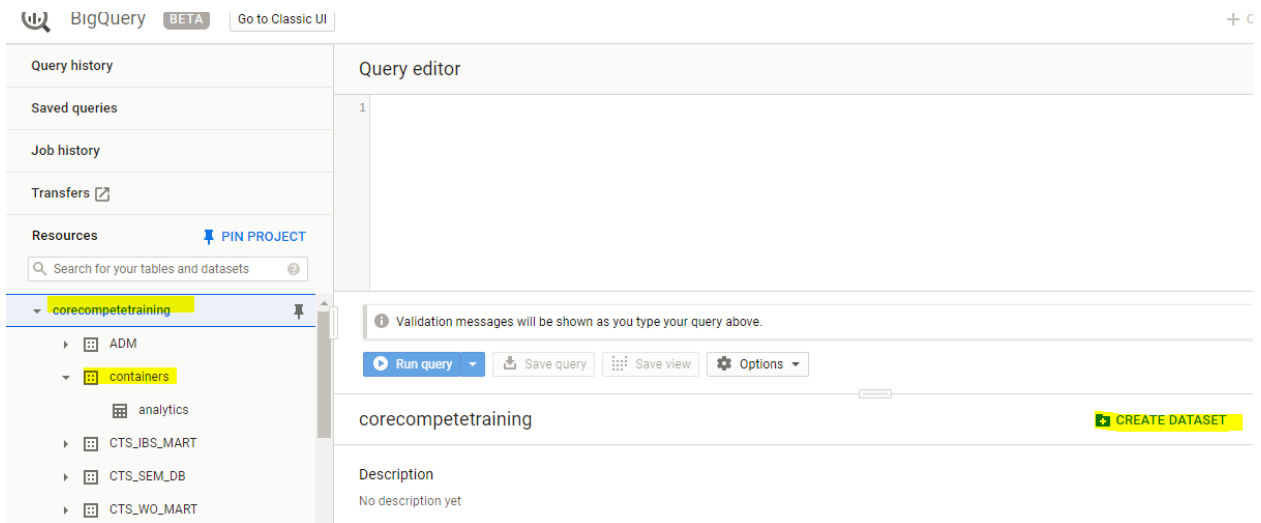 BigQuery BETA Go to Classic UI
Query history
Saved queries
Job history
Transfers
Resources PIN PROJECT
Search for your tables and datasets
corecompetetraining
ADM
containers
analytics
CTS_IBS_MART
CTS_SEM_DB
CTS_WO_MART
Query editor
1
Validation messages will be shown as you type your query above.
Run query Save query Save view Options
corecompetetraining CREATE DATASET
Description
No description yet